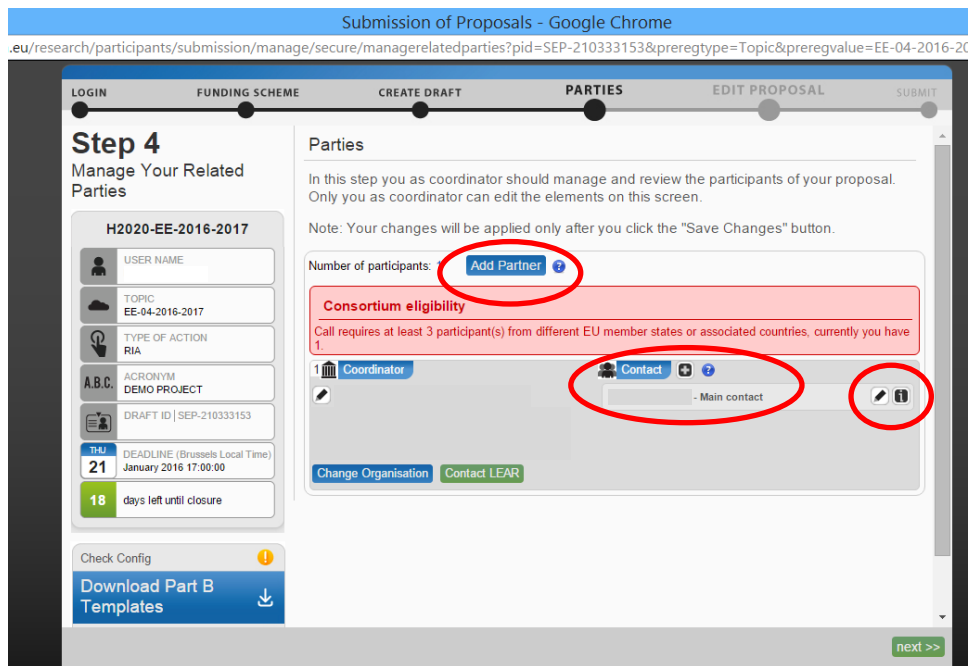 Submission of Proposals - Google Chrome
.eu/research/participants/submission/manage/secure/managerelatedparties?pid=SEP-210333153&preregtype=Topic&preregvalue=EE-04-2016-20
LOGIN FUNDING SCHEME CREATE DRAFT PARTIES EDIT PROPOSAL SUBMIT
Step 4
Manage Your Related
Parties
H2020-EE-2016-2017
USER NAME
TOPIC
EE-04-2016-2017
TYPE OF ACTION
RIA
A.B.C. ACRONYM
DEMO PROJECT
DRAFT ID | SEP-210333153
THU
21
DEADLINE (Brussels Local Time)
January 2016 17:00:00
18 days left until closure
Check Config
Download Part B
Templates
Parties
In this step you as coordinator should manage and review the participants of your proposal.
Only you as coordinator can edit the elements on this screen.
Note: Your changes will be applied only after you click the "Save Changes" button.
Number of participants: 1 Add Partner ?
Consortium eligibility
Call requires at least 3 participant(s) from different EU member states or associated countries, currently you have
1.
1 Coordinator
Contact + ?
- Main contact
Change Organisation Contact LEAR
next >>